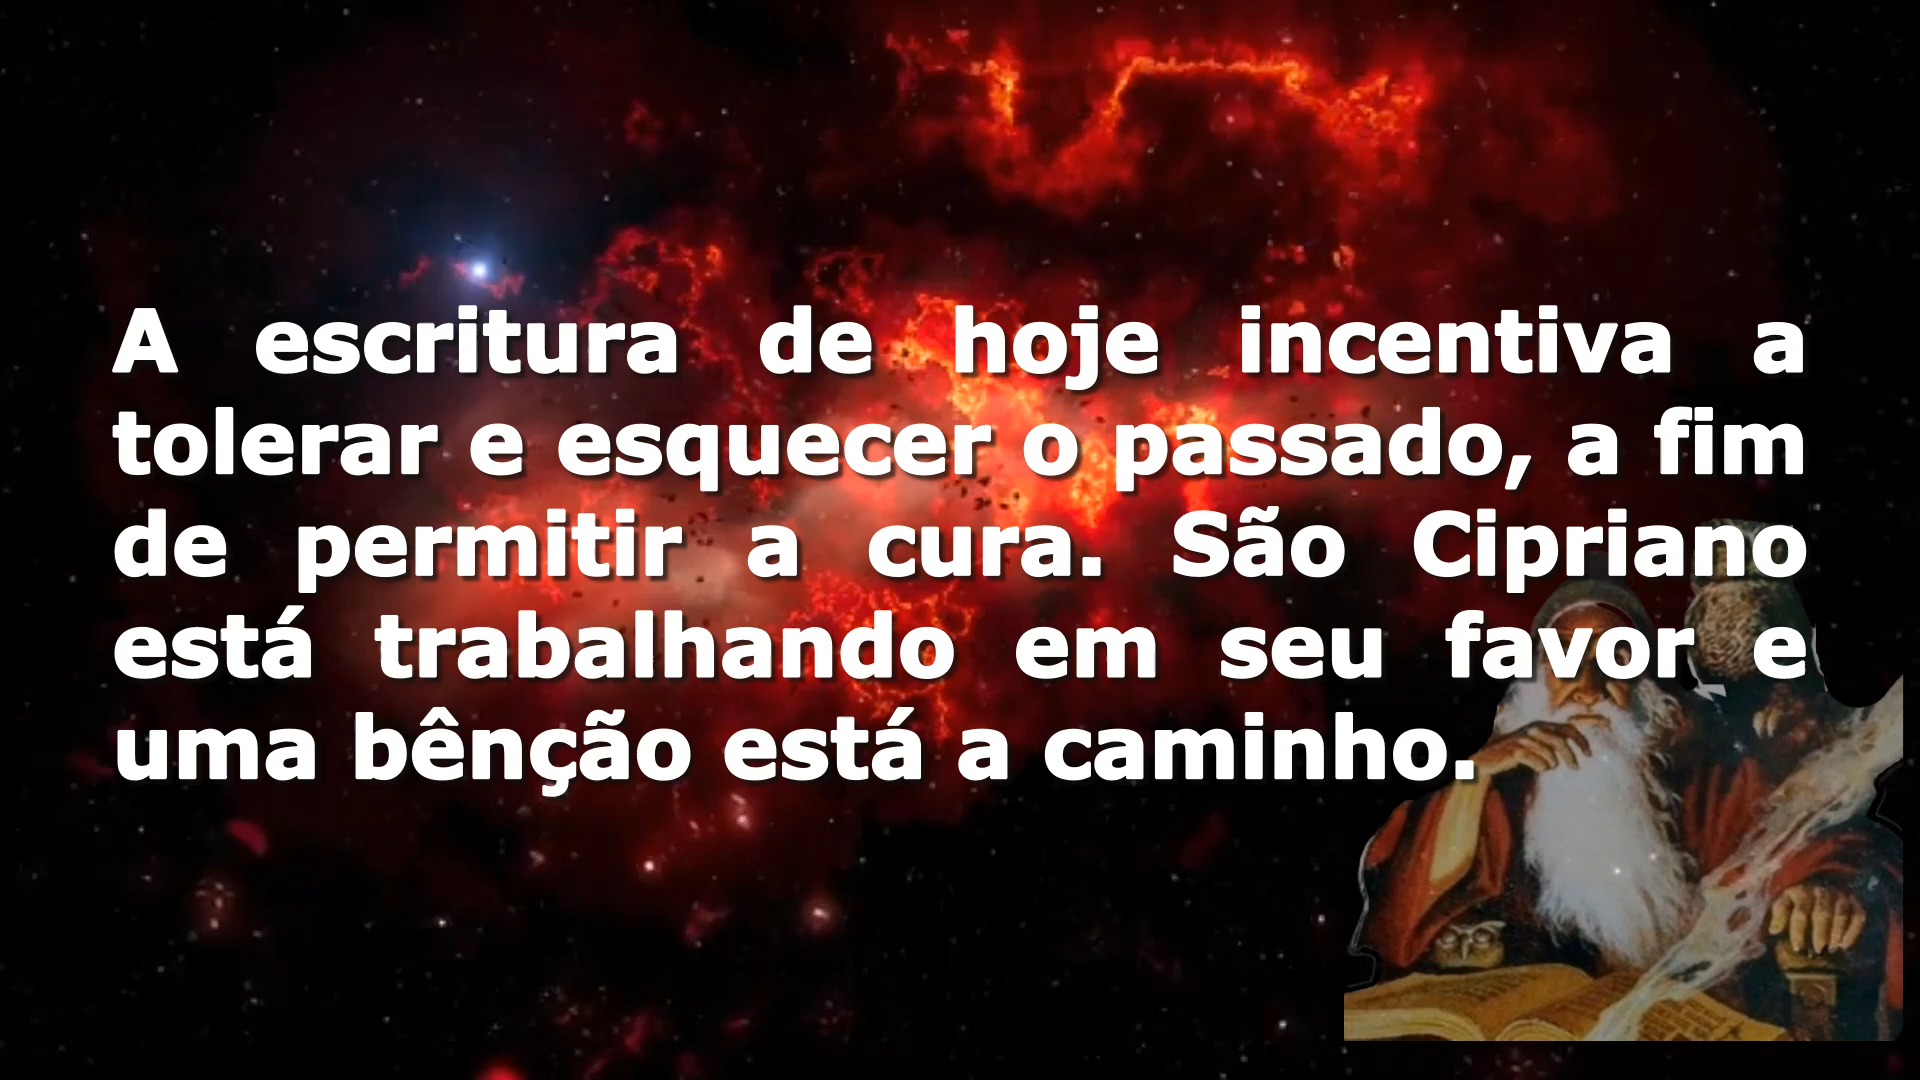 A escritura de hoje incentiva a
tolerar e esquecer o passado, a fim
de permitir a cura. São Cipriano
está trabalhando em seu favor e
uma bênção está a caminho.